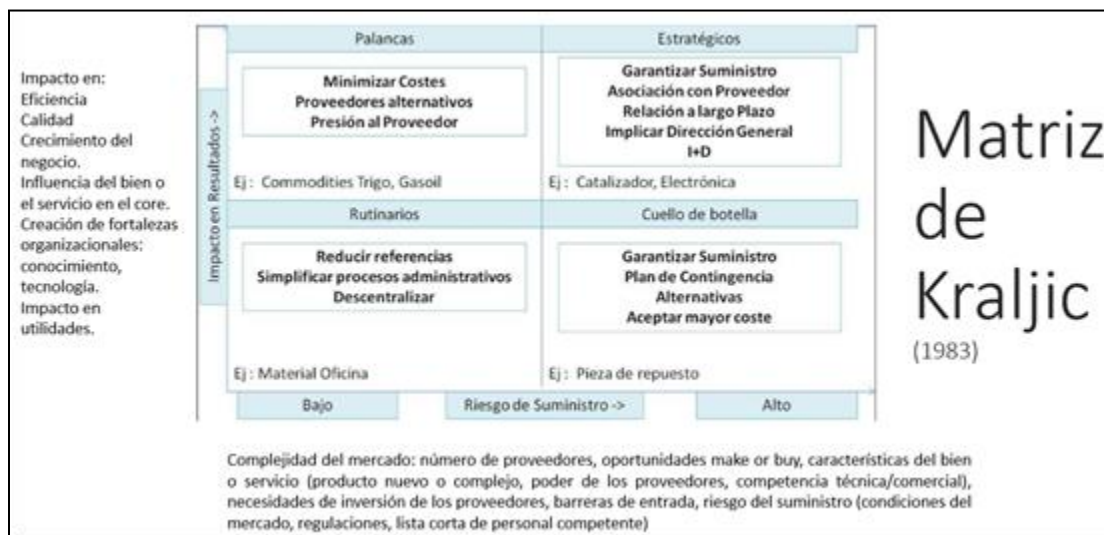 Impacto en:
Eficiencia
Calidad
Crecimiento del
negocio.
Influencia del bien o
el servicio en el core.
Creación de fortalezas
organizacionales:
conocimiento,
tecnología.
Impacto en
utilidades.
Impacto en Resultados ->
Palancas
Minimizar Costes
Proveedores alternativos
Presión al Proveedor
Ej : Commodities Trigo, Gasoil
Estratégicos
Garantizar Suministro
Asociación con Proveedor
Relación a largo Plazo
Implicar Dirección General
I+D
Ej : Catalizador, Electrónica
Rutinarios
Reducir referencias
Simplificar procesos administrativos
Descentralizar
Ej : Material Oficina
Cuello de botella
Garantizar Suministro
Plan de Contingencia
Alternativas
Aceptar mayor coste
Ej : Pieza de repuesto
Bajo
Riesgo de Suministro ->
Alto
Matriz
de
Kraljic
(1983)
Complejidad del mercado: número de proveedores, oportunidades make or buy, características del bien
o servicio (producto nuevo o complejo, poder de los proveedores, competencia técnica/comercial),
necesidades de inversión de los proveedores, barreras de entrada, riesgo del suministro (condiciones del
mercado, regulaciones, lista corta de personal competente)